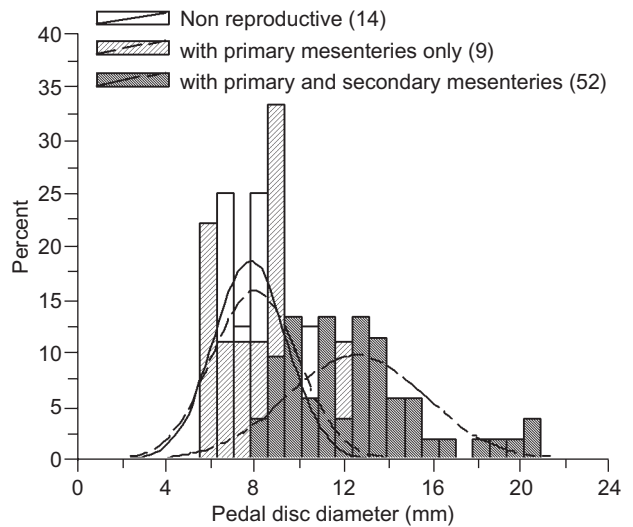 Non reproductive (14)
with primary mesenteries only (9)
with primary and secondary mesenteries (52)
40
35
30
25
20
15
10
5
0
Percent
0 4 8 12 16 20 24
Pedal disc diameter (mm)